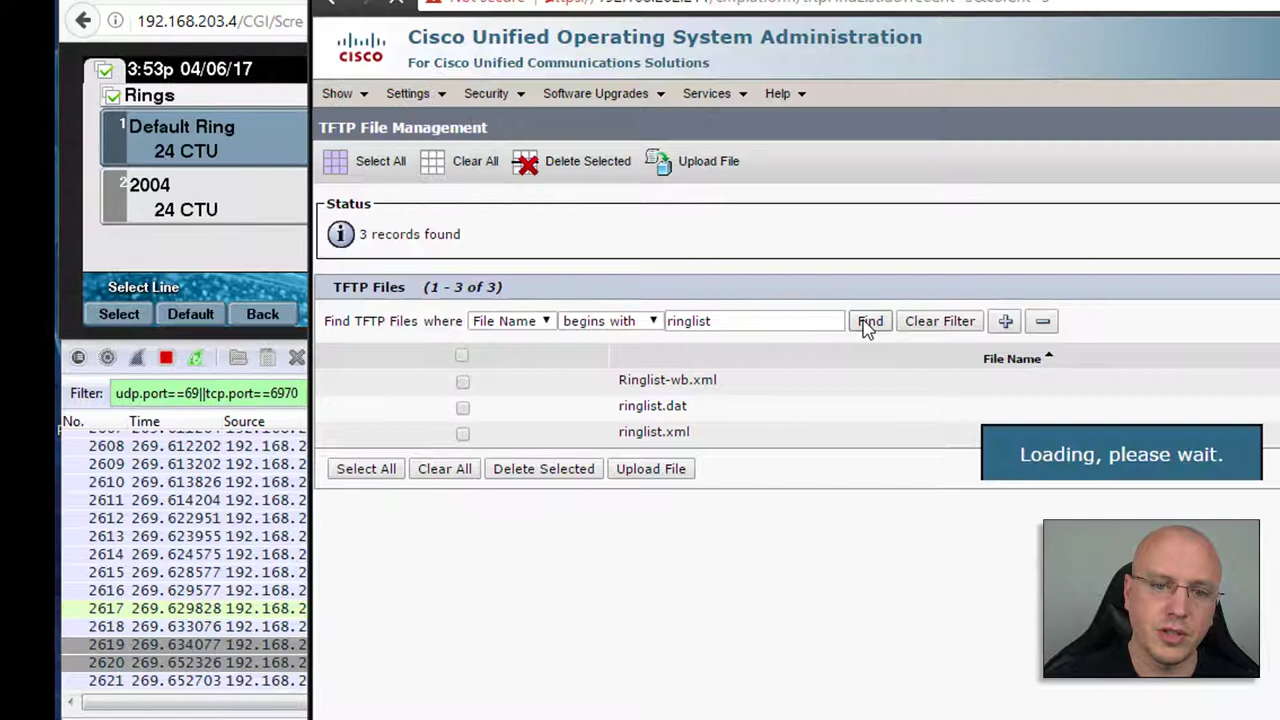 192.168.203.4/CGI/Scre
3:53p 04/06/17
Rings
1 Default Ring
24 CTU
2 2004
24 CTU
Select Line
Select Default Back
Filter: udp.port==69||tcp.port==6970
No. Time Source
2608 269.612202 192.168.2
2609 269.613202 192.168.2
2610 269.613826 192.168.2
2611 269.614204 192.168.2
2612 269.622951 192.168.2
2613 269.623955 192.168.2
2614 269.624575 192.168.2
2615 269.628577 192.168.2
2616 269.629577 192.168.2
2617 269.629828 192.168.2
2618 269.633076 192.168.2
2619 269.634077 192.168.2
2620 269.652326 192.168.2
2621 269.652703 192.168.2
CISCO
Cisco Unified Operating System Administration
For Cisco Unified Communications Solutions
Show Settings Security Software Upgrades Services Help
TFTP File Management
Select All Clear All Delete Selected Upload File
Status
3 records found
TFTP Files (1 - 3 of 3)
Find TFTP Files where File Name begins with ringlist Find Clear Filter
File Name
Ringlist-wb.xml
ringlist.dat
ringlist.xml
Select All Clear All Delete Selected Upload File
Loading, please wait.